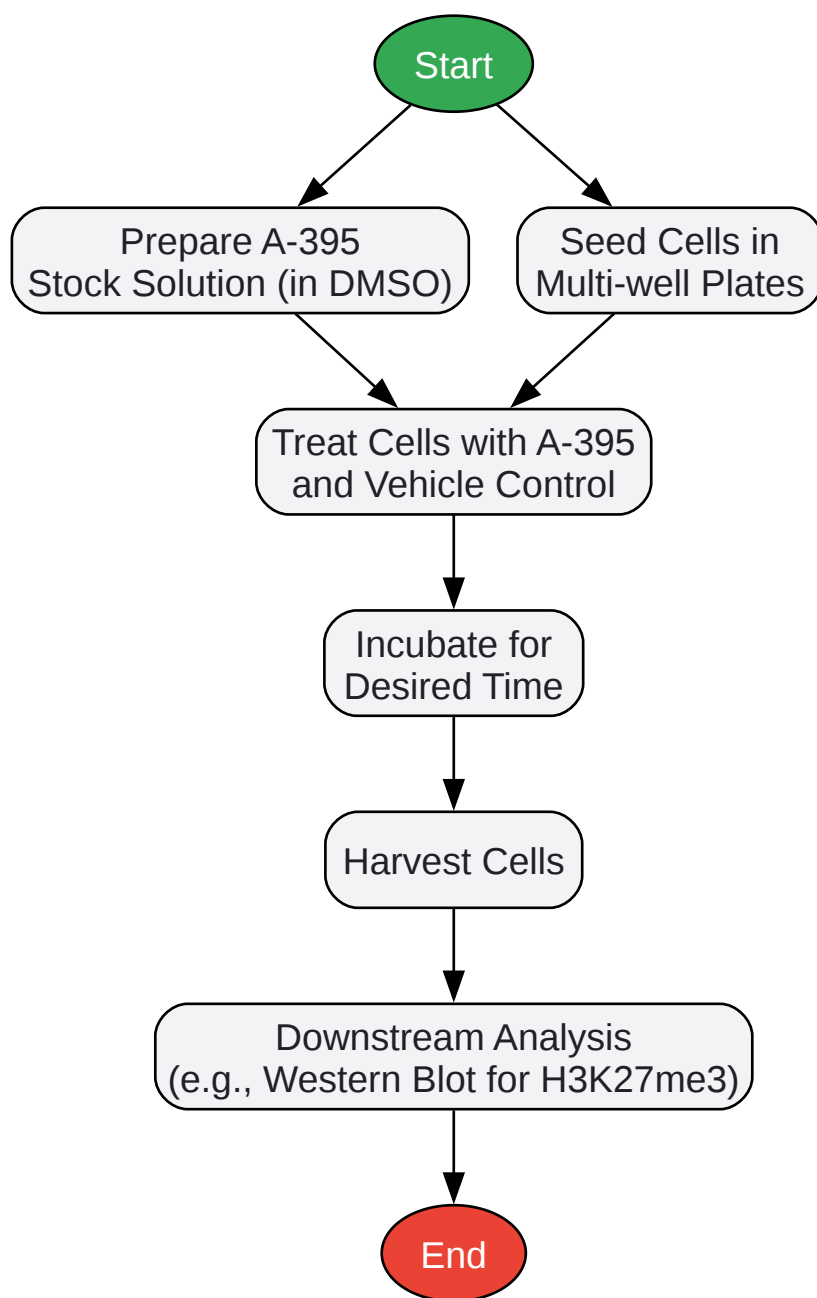 Start
Prepare A-395
Stock Solution (in DMSO)
Seed Cells in
Multi-well Plates
Treat Cells with A-395
and Vehicle Control
Incubate for
Desired Time
Harvest Cells
Downstream Analysis
(e.g., Western Blot for H3K27me3)
End